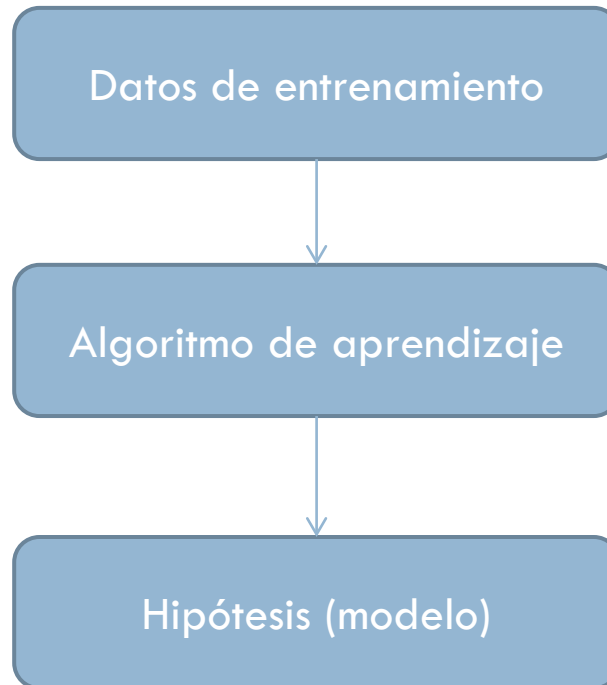 Datos de entrenamiento
Algoritmo de aprendizaje
Hipótesis (modelo)